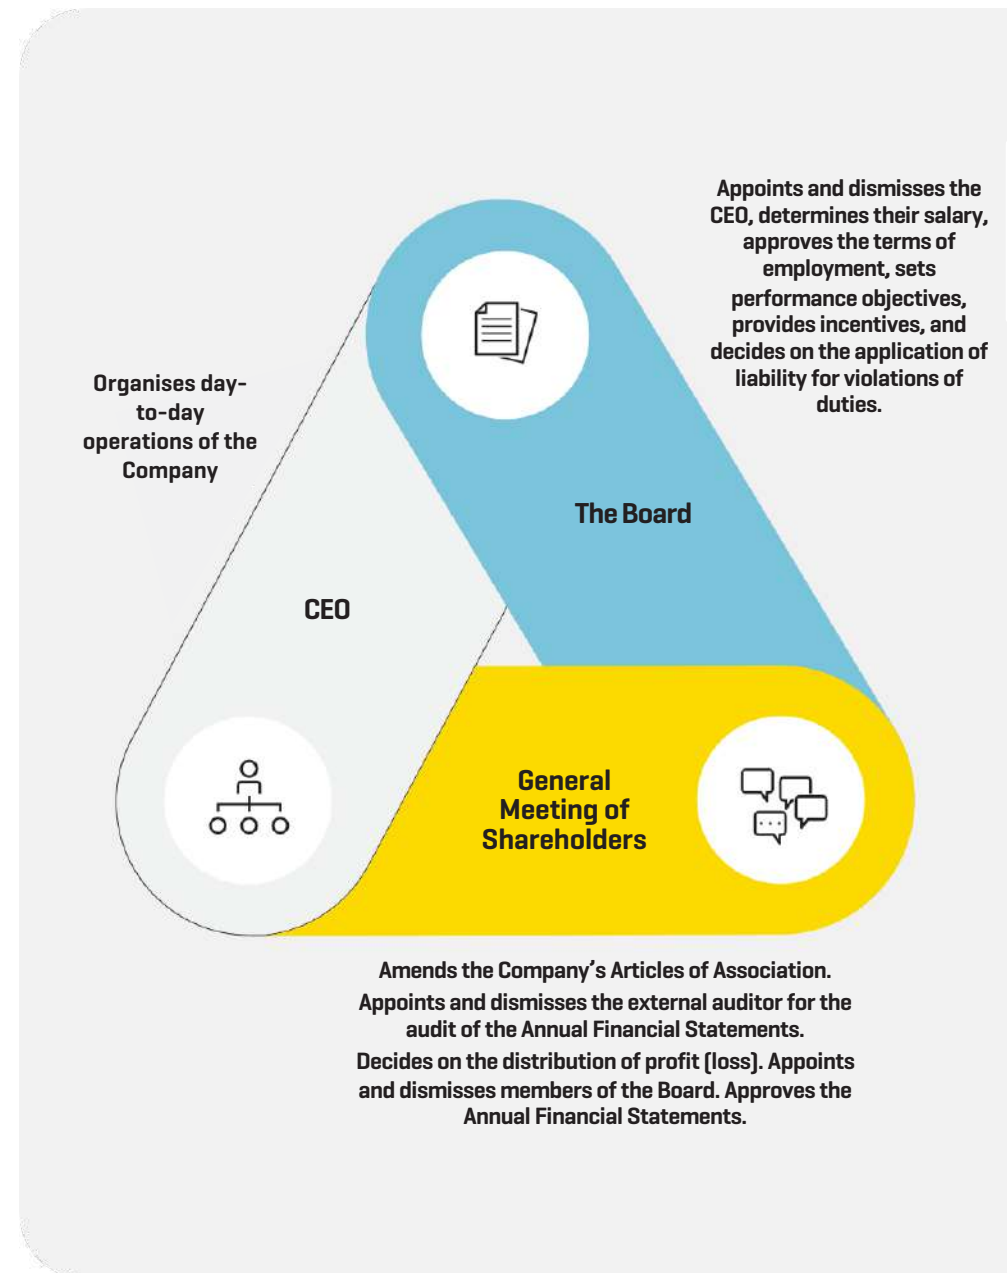 Appoints and dismisses the
CEO, determines their salary,
approves the terms of
employment, sets
performance objectives,
provides incentives, and
decides on the application of
liability for violations of
duties.
Organises day-
to-day
operations of the
Company
The Board
CEO
General
Meeting of
Shareholders
Amends the Company’s Articles of Association.
Appoints and dismisses the external auditor for the
audit of the Annual Financial Statements.
Decides on the distribution of profit (loss). Appoints
and dismisses members of the Board. Approves the
Annual Financial Statements.